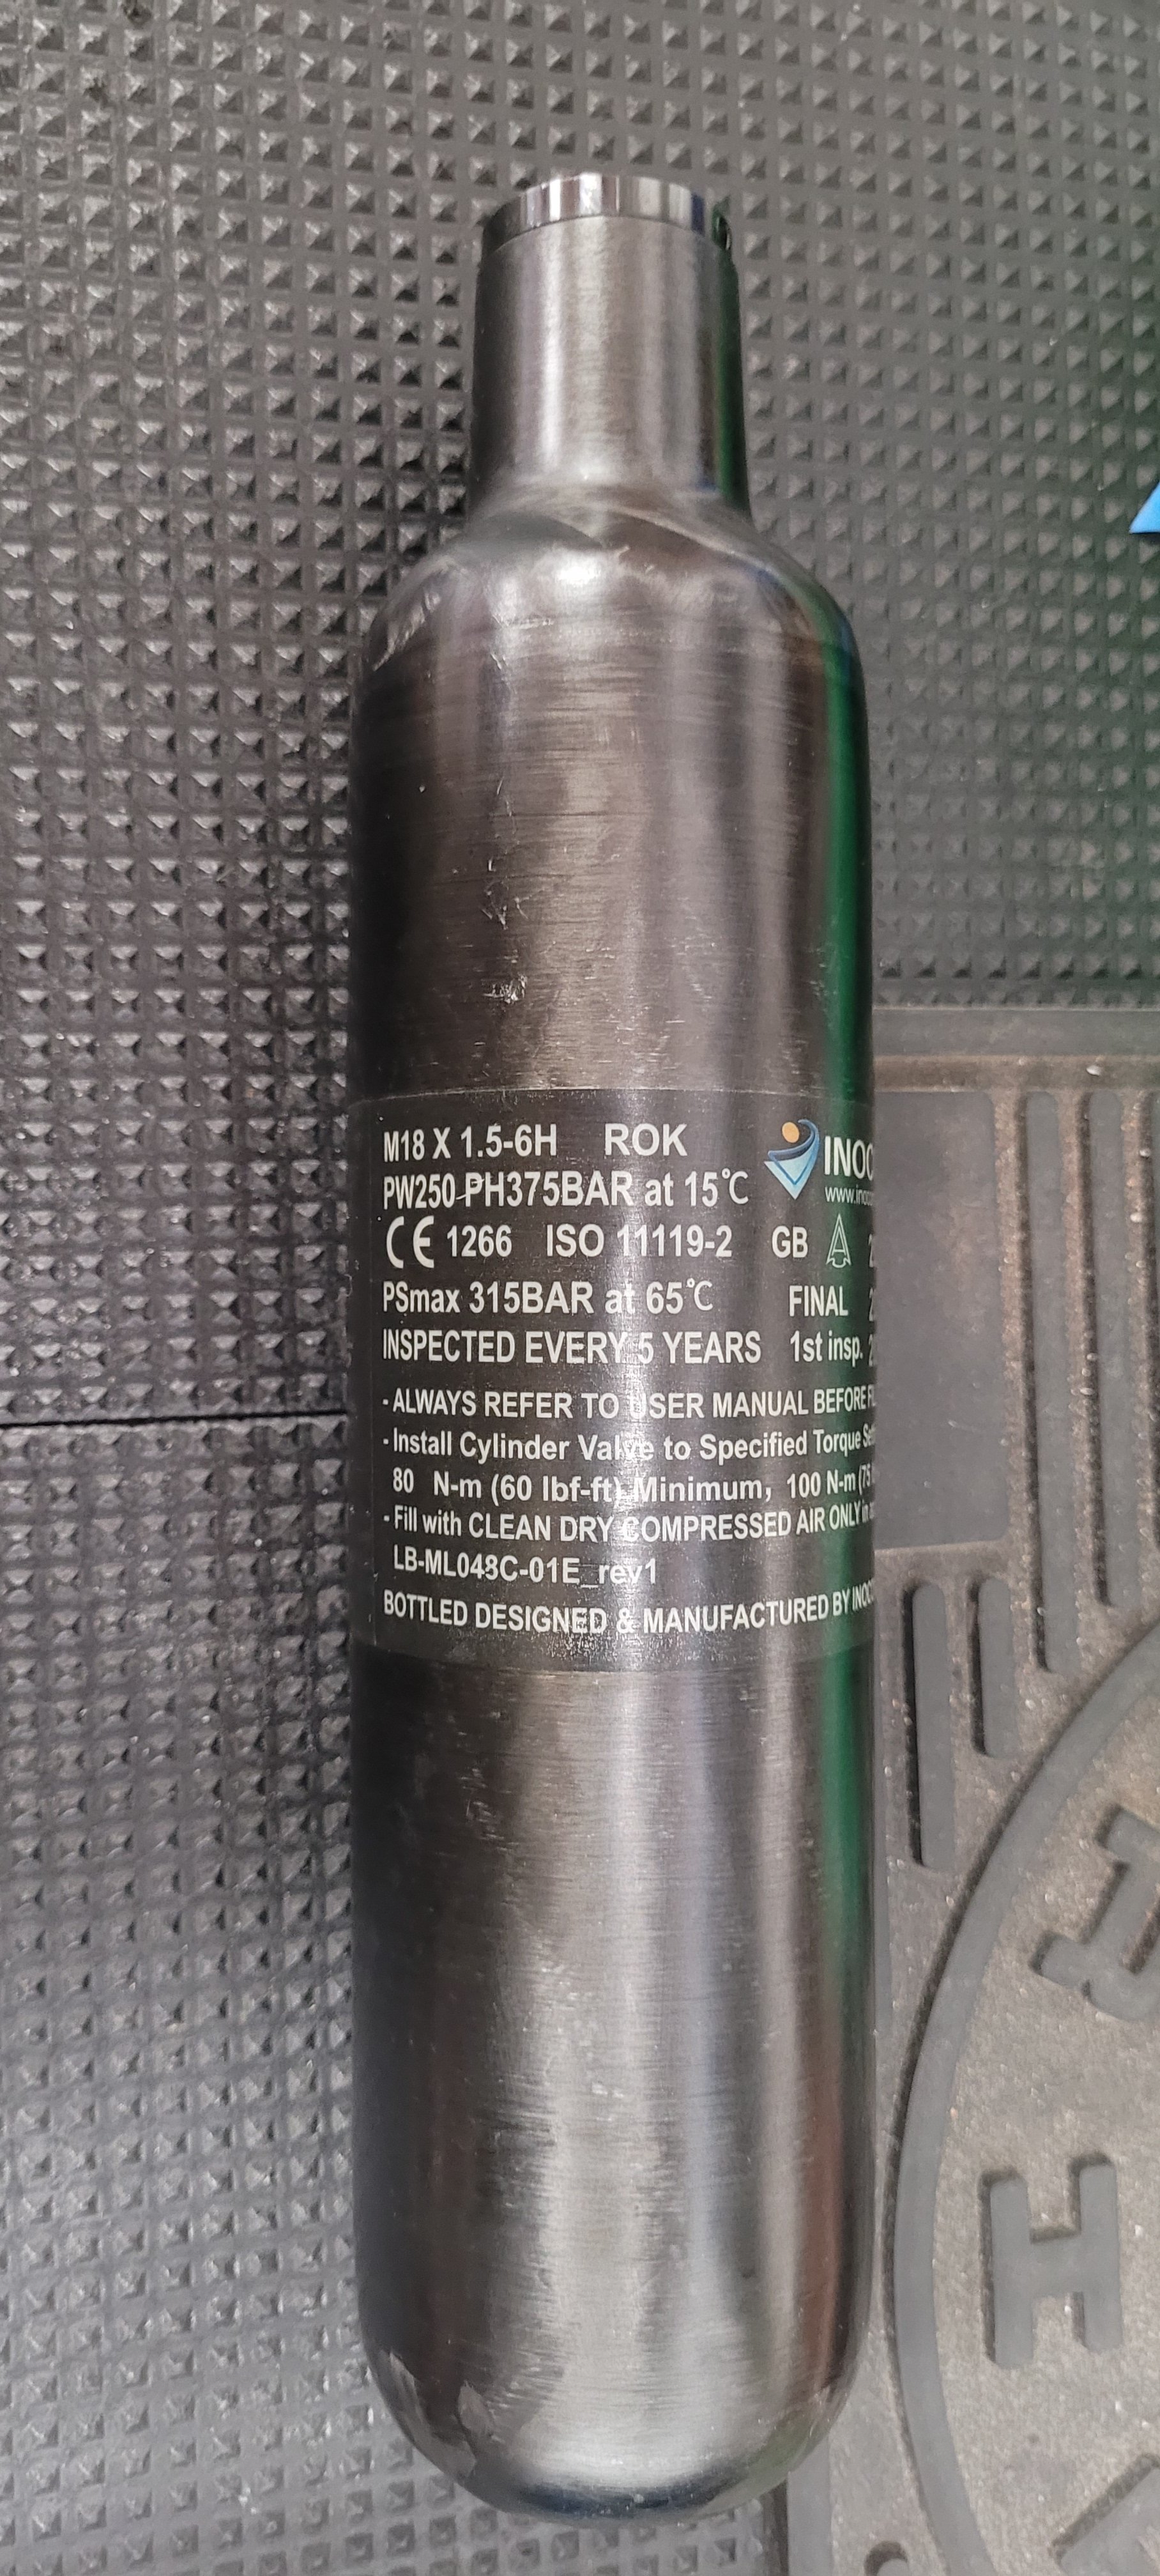 M18 X 1.5-6H ROK
PW250 PH375BAR at 15℃
CE 1266 ISO 11119-2 GB
PSmax 315BAR at 65℃ FINAL
INSPECTED EVERY 5 YEARS 1st insp.
- ALWAYS REFER TO USER MANUAL BEFORE
- Install Cylinder Valve to Specified Torque
80 N-m (60 lbf-ft) Minimum, 100 N-m
- Fill with CLEAN DRY COMPRESSED AIR ONLY in
LB-ML048C-01E_rev1
BOTTLED DESIGNED & MANUFACTURED BY
H